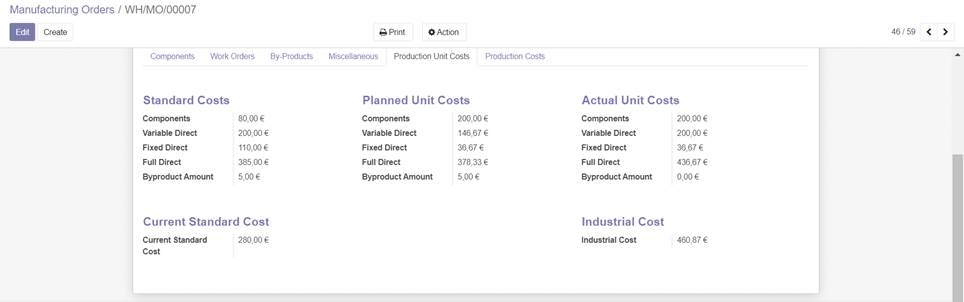 Manufacturing Orders / WH/MO/00007
Edit Create Print Action 46 / 59
Components Work Orders By-Products Miscellaneous Production Unit Costs Production Costs
Standard Costs Planned Unit Costs Actual Unit Costs
Components 80,00 € Components 200,00 € Components 200,00 €
Variable Direct 200,00 € Variable Direct 146,67 € Variable Direct 200,00 €
Fixed Direct 110,00 € Fixed Direct 36,67 € Fixed Direct 36,67 €
Full Direct 385,00 € Full Direct 378,33 € Full Direct 436,67 €
Byproduct Amount 5,00 € Byproduct Amount 5,00 € Byproduct Amount 0,00 €
Current Standard Cost Industrial Cost
Current Standard 280,00 € Industrial Cost 460,87 €
Cost